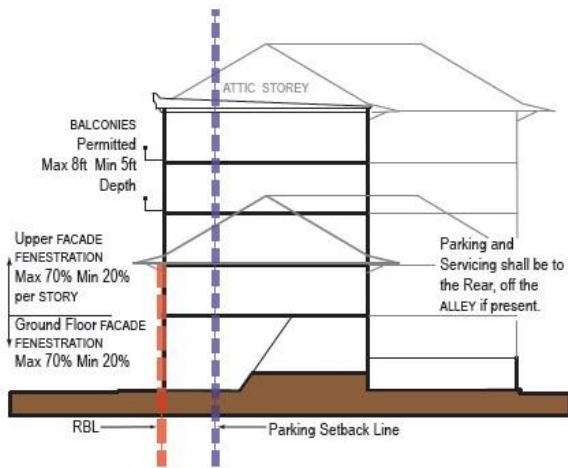 ATTIC STOREY
BALCONIES
Permitted
Max 8ft Min 5ft
Depth
Upper FACADE
FENESTRATION
Max 70% Min 20%
per STORY
Ground Floor FACADE
FENESTRATION
Max 70% Min 20%
Parking and
Servicing shall be to
the Rear, off the
ALLEY if present.
RBL
Parking Setback Line